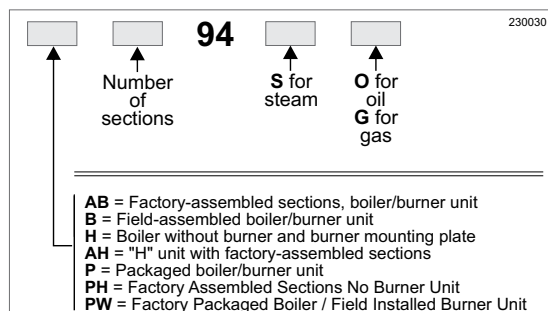 230030
94
Number
of
sections
S for
steam
O for
oil
G for
gas
AB = Factory-assembled sections, boiler/burner unit
B = Field-assembled boiler/burner unit
H = Boiler without burner and burner mounting plate
AH = "H" unit with factory-assembled sections
P = Packaged boiler/burner unit
PH = Factory Assembled Sections No Burner Unit
PW = Factory Packaged Boiler / Field Installed Burner Unit